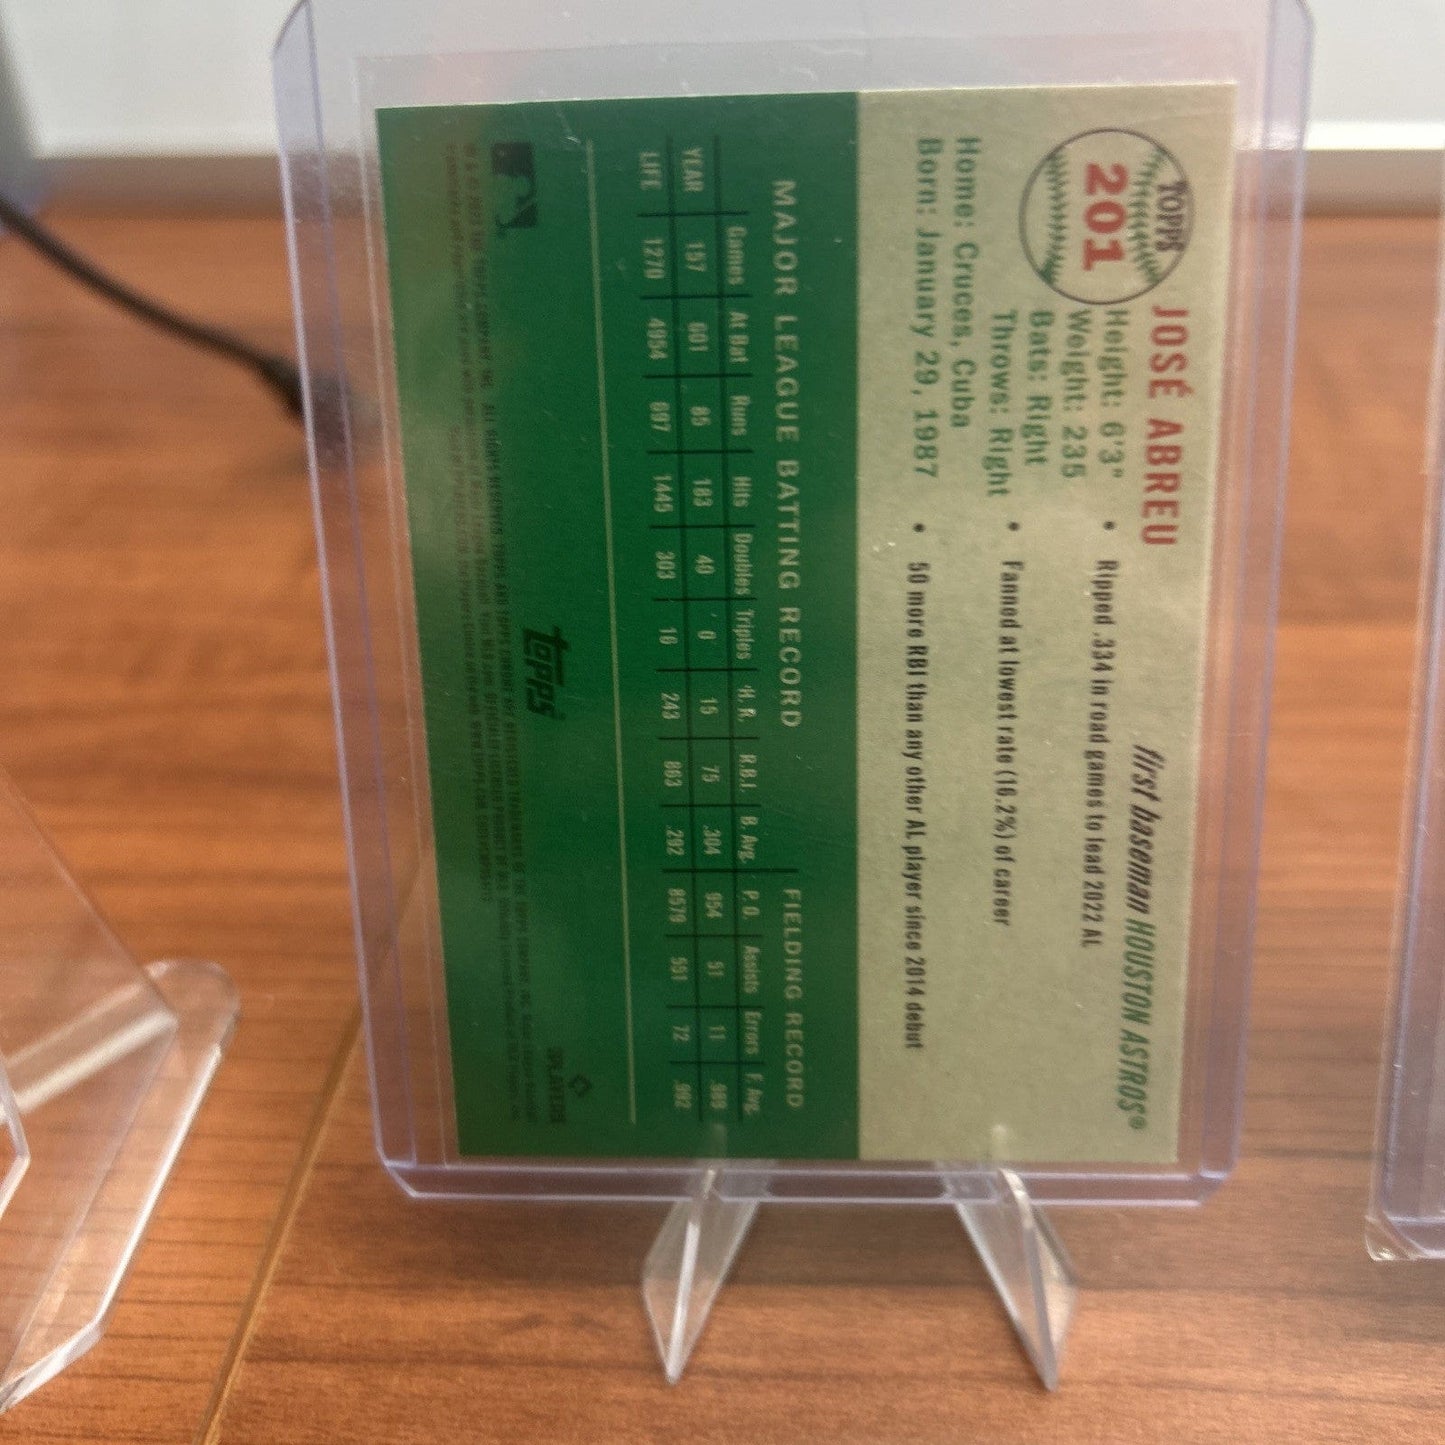 TOPPS
201
JOSÉ ABREU
first baseman HOUSTON ASTROS®
Height: 6'3"
Weight: 235
Bats: Right
Throws: Right
Home: Cruces, Cuba
Born: January 29, 1987
• Ripped .334 in road games to lead 2022 AL
• Fanned at lowest rate (16.2%) of career
• 50 more RBI than any other AL player since 2014 debut
MAJOR LEAGUE BATTING RECORD FIELDING RECORD
Games At Bat Runs Hits Doubles Triples H.R. R.B.I. B. Avg. P.O. Assists Errors F. Avg.
YEAR 157 601 85 183 40 0 15 75 .304 954 51 11 .989
LIFE 1270 4954 697 1445 303 16 243 863 .292 8579 551 72 .992
topps
PLAYERS